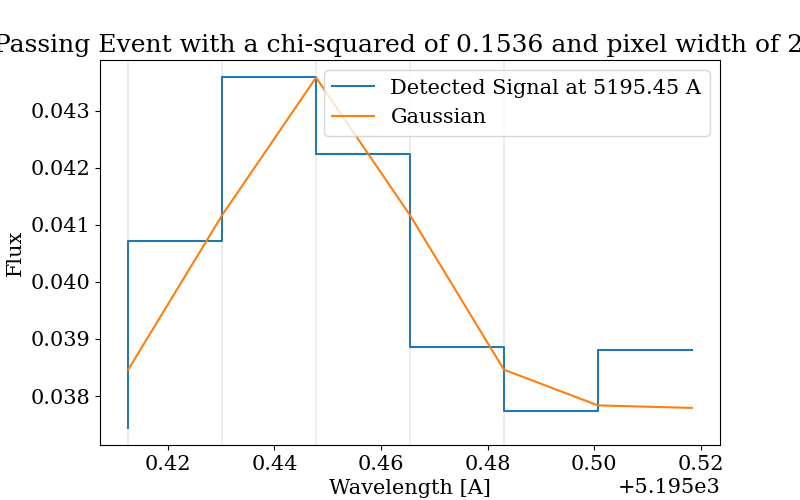 Passing Event with a chi-squared of 0.1536 and pixel width of 2
Detected Signal at 5195.45 A
Gaussian
0.043
0.042
0.041
0.040
0.039
0.038
Flux
0.42 0.44 0.46 0.48 0.50 0.52
+5.195e3
Wavelength [A]